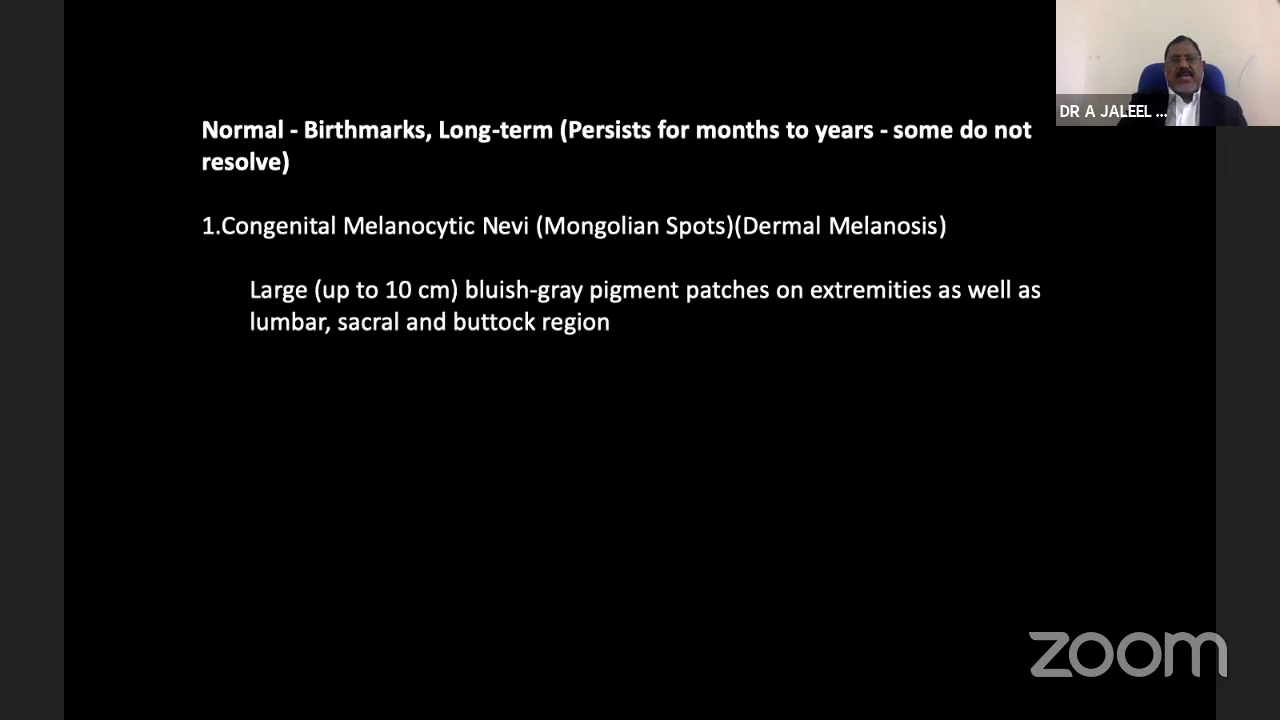 Normal - Birthmarks, Long-term (Persists for months to years - some do not
resolve)
1.Congenital Melanocytic Nevi (Mongolian Spots)(Dermal Melanosis)
Large (up to 10 cm) bluish-gray pigment patches on extremities as well as
lumbar, sacral and buttock region
DR A JALEEL ...
zoom